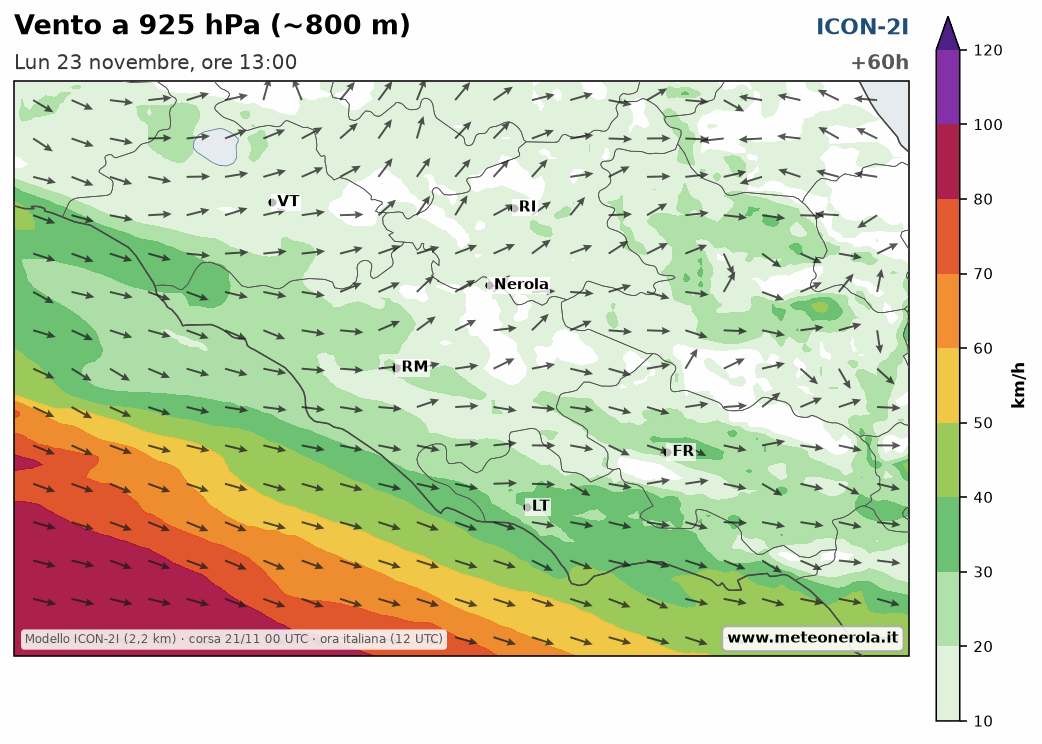 Vento a 925 hPa (~800 m)
ICON-2I
Lun 23 novembre, ore 13:00
+60h
VT
RI
Nerola
RM
FR
LT
Modello ICON-2I (2,2 km) · corsa 21/11 00 UTC · ora italiana (12 UTC)
www.meteonerola.it
120
100
80
70
60
50
40
30
20
10
km/h